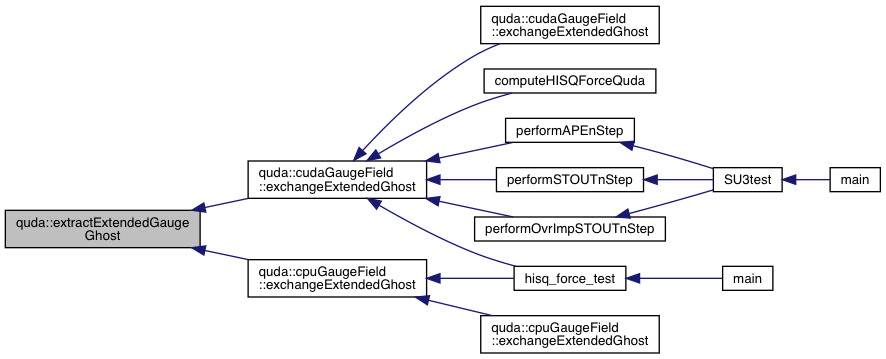 quda::cudaGaugeField
::exchangeExtendedGhost
computeHISQForceQuda
performAPEnStep
quda::cudaGaugeField
::exchangeExtendedGhost
performSTOUTnStep
SU3test
main
quda::extractExtendedGauge
Ghost
performOvrImpSTOUTnStep
quda::cpuGaugeField
::exchangeExtendedGhost
hisq_force_test
main
quda::cpuGaugeField
::exchangeExtendedGhost